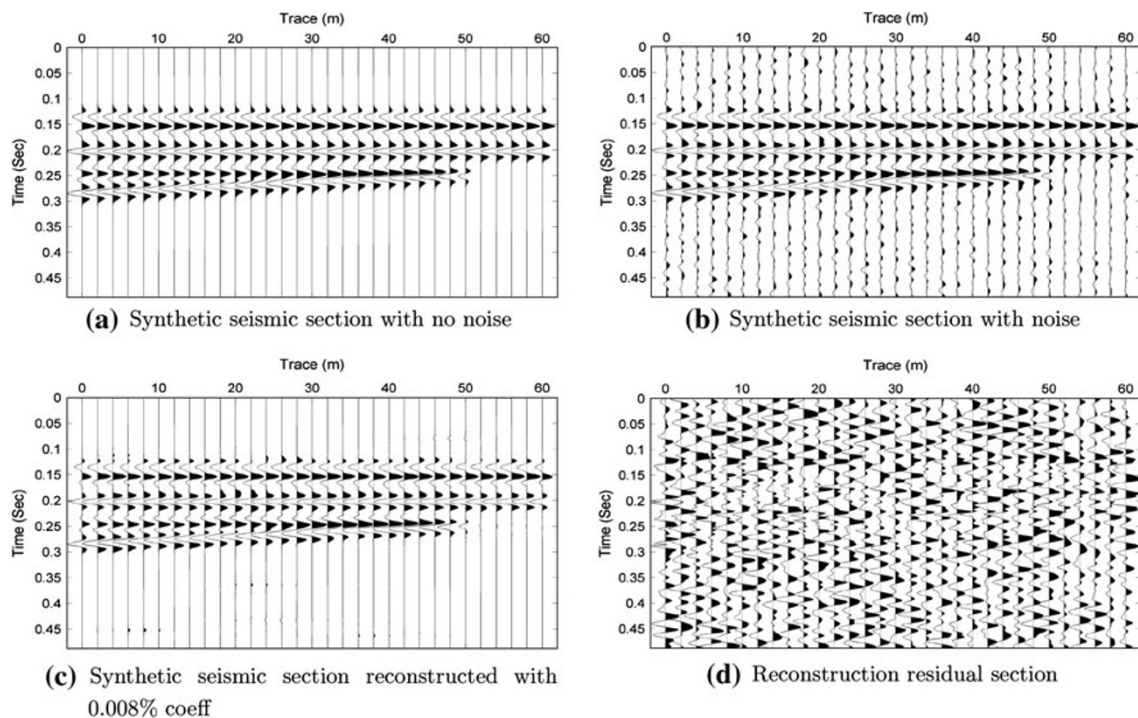 Trace (m)
0 10 20 30 40 50 60
0
0.05
0.1
0.15
0.2
0.25
0.3
0.35
0.4
0.45
Time (Sec)
(a) Synthetic seismic section with no noise
Trace (m)
0 10 20 30 40 50 60
0
0.05
0.1
0.15
0.2
0.25
0.3
0.35
0.4
0.45
Time (Sec)
(b) Synthetic seismic section with noise
Trace (m)
0 10 20 30 40 50 60
0
0.05
0.1
0.15
0.2
0.25
0.3
0.35
0.4
0.45
Time (Sec)
(c) Synthetic seismic section reconstructed with
0.008% coeff
Trace (m)
0 10 20 30 40 50 60
0
0.05
0.1
0.15
0.2
0.25
0.3
0.35
0.4
0.45
Time (Sec)
(d) Reconstruction residual section